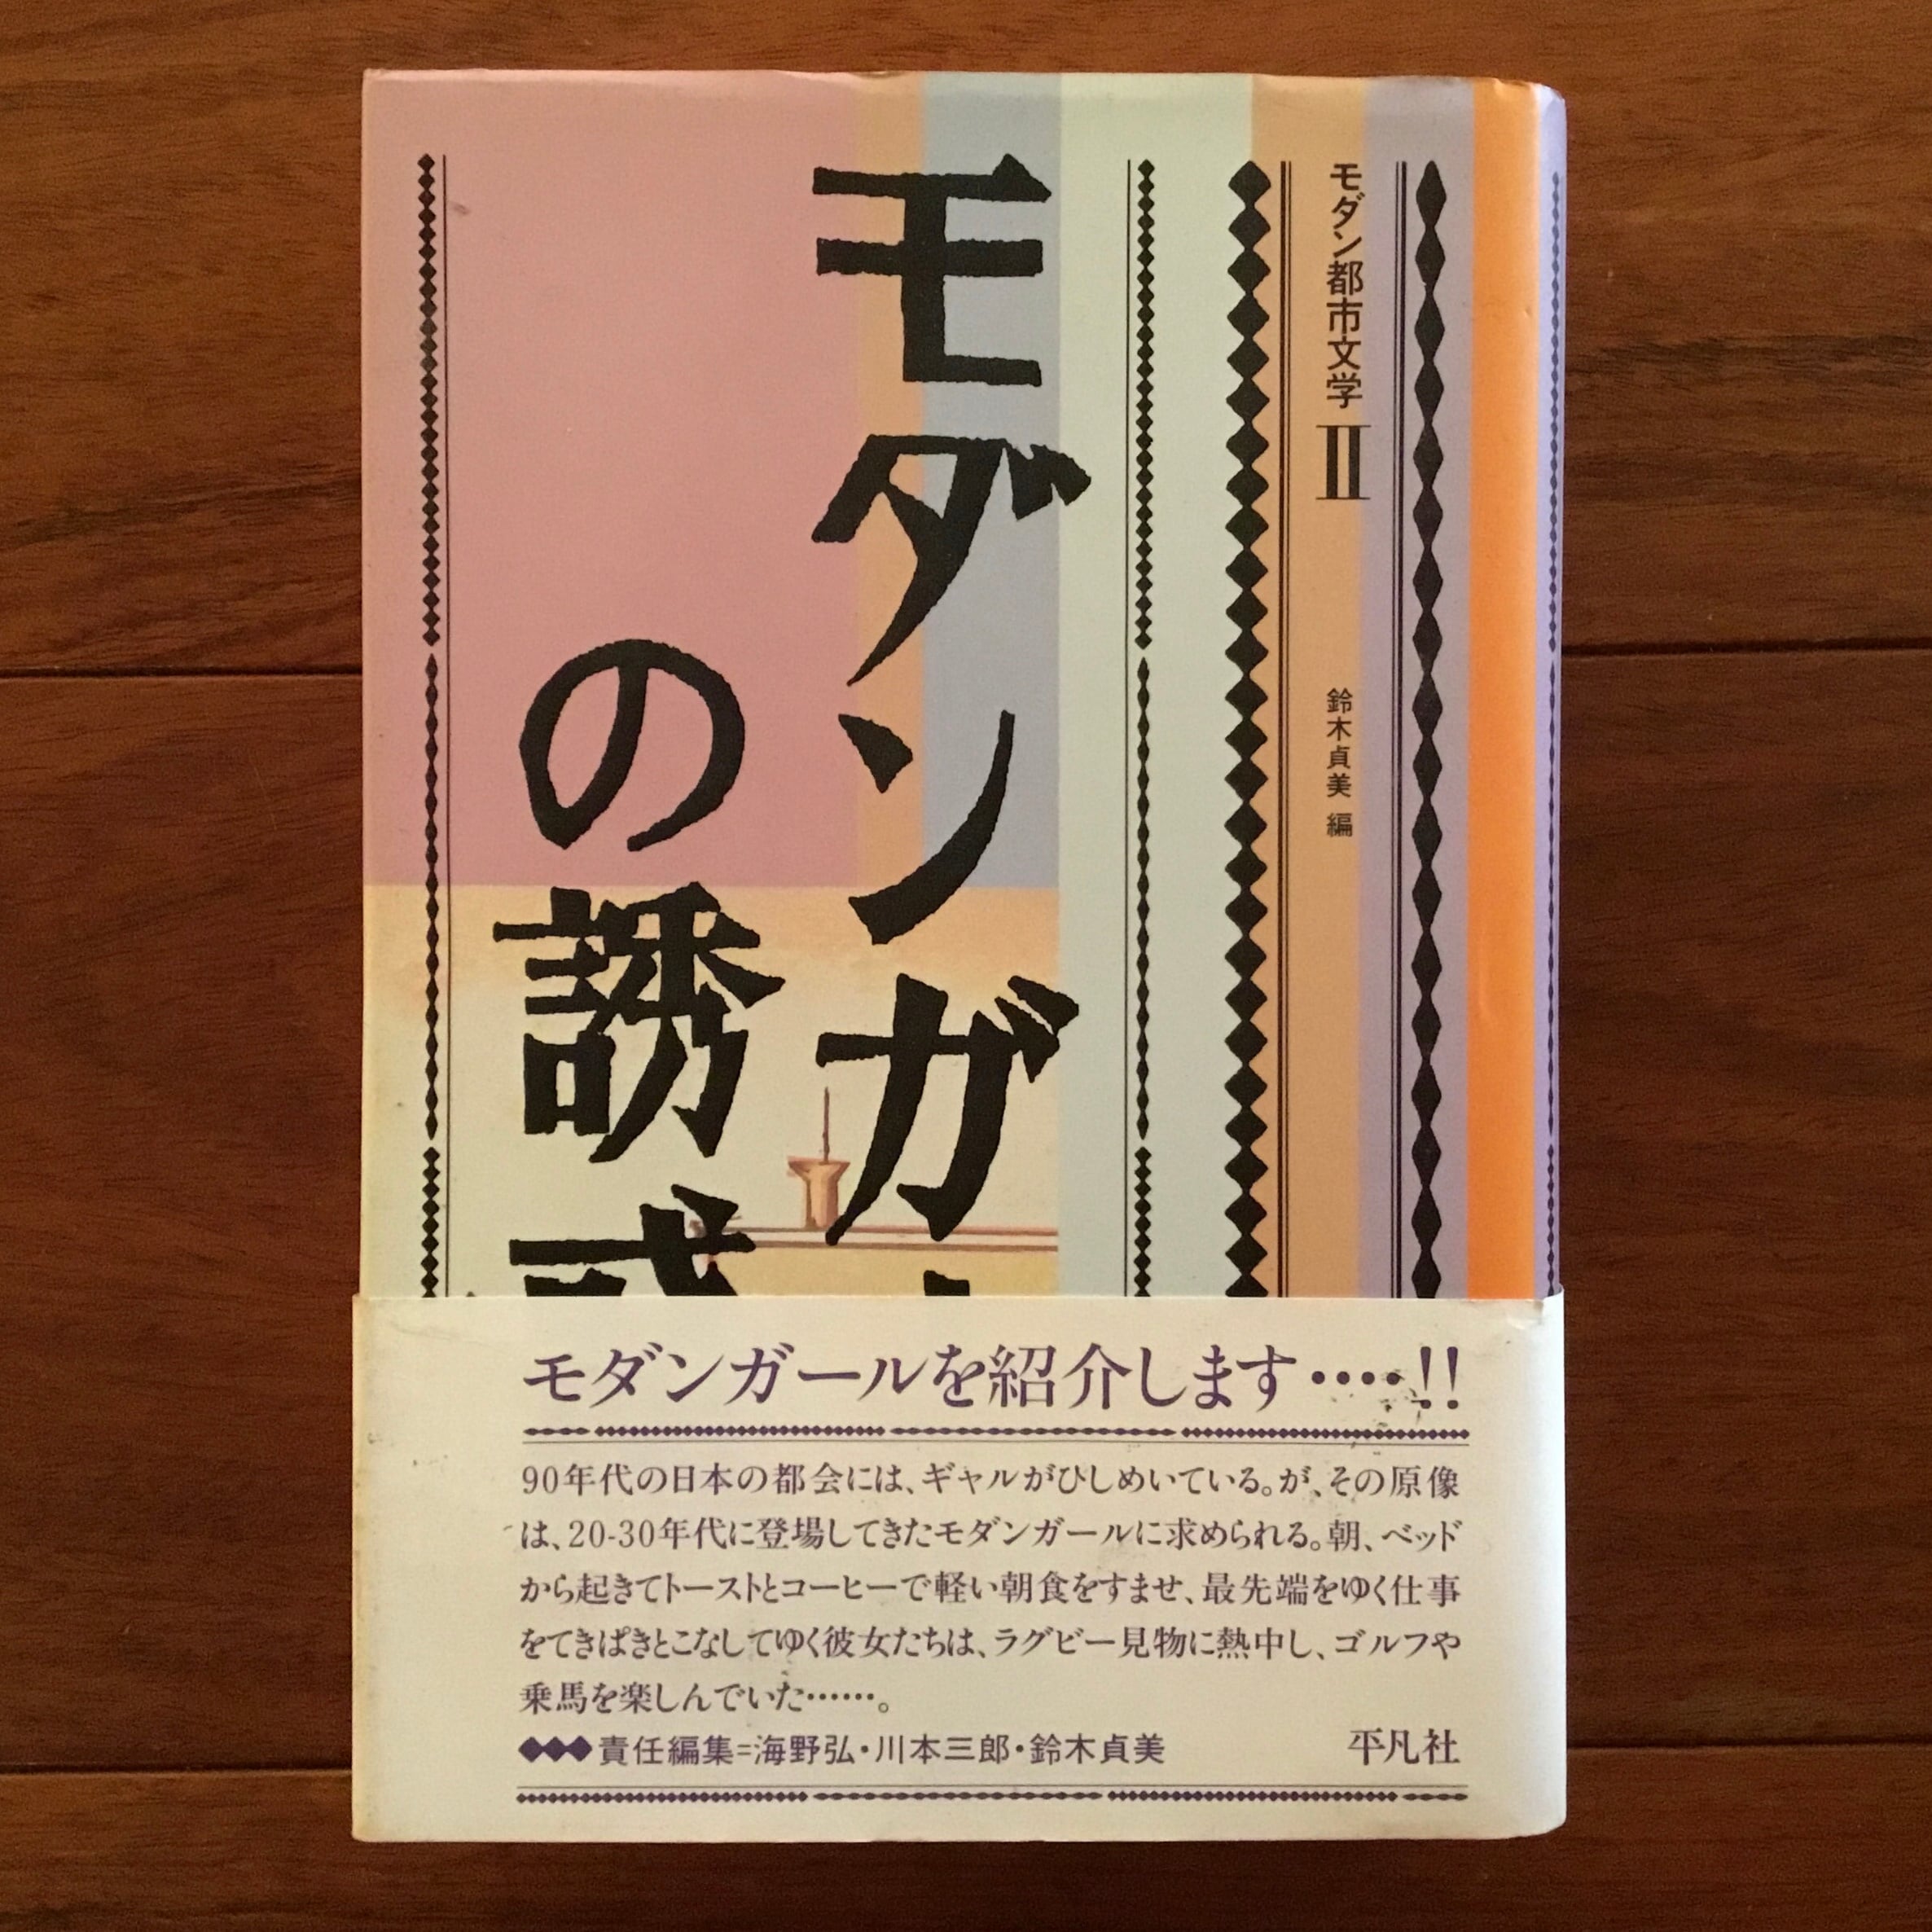 モダン都市文学 II
鈴木貞美 編
モダンガ
の誘
モダンガールを紹介します‥‥!!
90年代の日本の都会には、ギャルがひしめいている。が、その原像
は、20-30年代に登場してきたモダンガールに求められる。朝、ベッド
から起きてトーストとコーヒーで軽い朝食をすませ、最先端をゆく仕事
をてきぱきとこなしてゆく彼女たちは、ラグビー見物に熱中し、ゴルフや
乗馬を楽しんでいた……。
◆◆◆責任編集=海野弘・川本三郎・鈴木貞美
平凡社